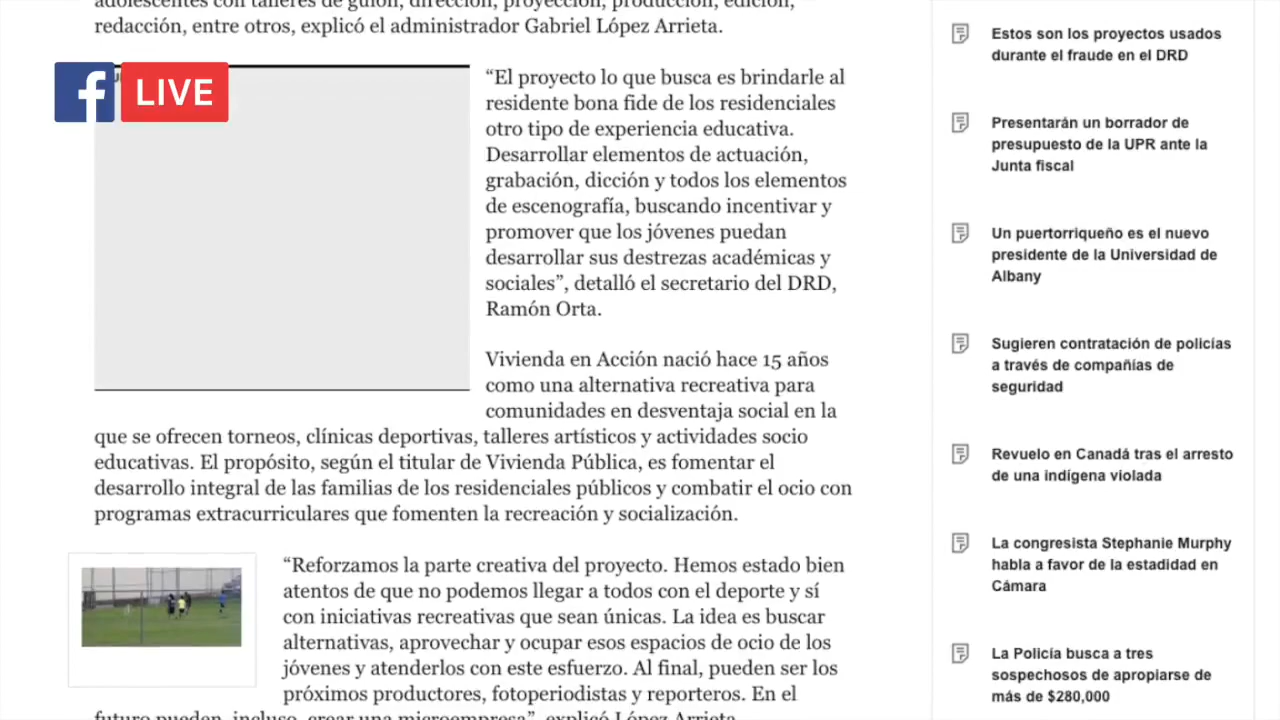 adolescentes con talleres de guion, dirección, proyección, producción, edición,
redacción, entre otros, explicó el administrador Gabriel López Arrieta.
f LIVE
“El proyecto lo que busca es brindarle al
residente bona fide de los residenciales
otro tipo de experiencia educativa.
Desarrollar elementos de actuación,
grabación, dicción y todos los elementos
de escenografía, buscando incentivar y
promover que los jóvenes puedan
desarrollar sus destrezas académicas y
sociales”, detalló el secretario del DRD,
Ramón Orta.
Vivienda en Acción nació hace 15 años
como una alternativa recreativa para
comunidades en desventaja social en la
que se ofrecen torneos, clínicas deportivas, talleres artísticos y actividades socio
educativas. El propósito, según el titular de Vivienda Pública, es fomentar el
desarrollo integral de las familias de los residenciales públicos y combatir el ocio con
programas extracurriculares que fomenten la recreación y socialización.
“Reforzamos la parte creativa del proyecto. Hemos estado bien
atentos de que no podemos llegar a todos con el deporte y sí
con iniciativas recreativas que sean únicas. La idea es buscar
alternativas, aprovechar y ocupar esos espacios de ocio de los
jóvenes y atenderlos con este esfuerzo. Al final, pueden ser los
próximos productores, fotoperiodistas y reporteros. En el
futuro pueden, incluso, crear una microempresa”, explicó López Arrieta.
Estos son los proyectos usados
durante el fraude en el DRD
Presentarán un borrador de
presupuesto de la UPR ante la
Junta fiscal
Un puertorriqueño es el nuevo
presidente de la Universidad de
Albany
Sugieren contratación de policías
a través de compañías de
seguridad
Revuelo en Canadá tras el arresto
de una indígena violada
La congresista Stephanie Murphy
habla a favor de la estadidad en
Cámara
La Policía busca a tres
sospechosos de apropiarse de
más de $280,000